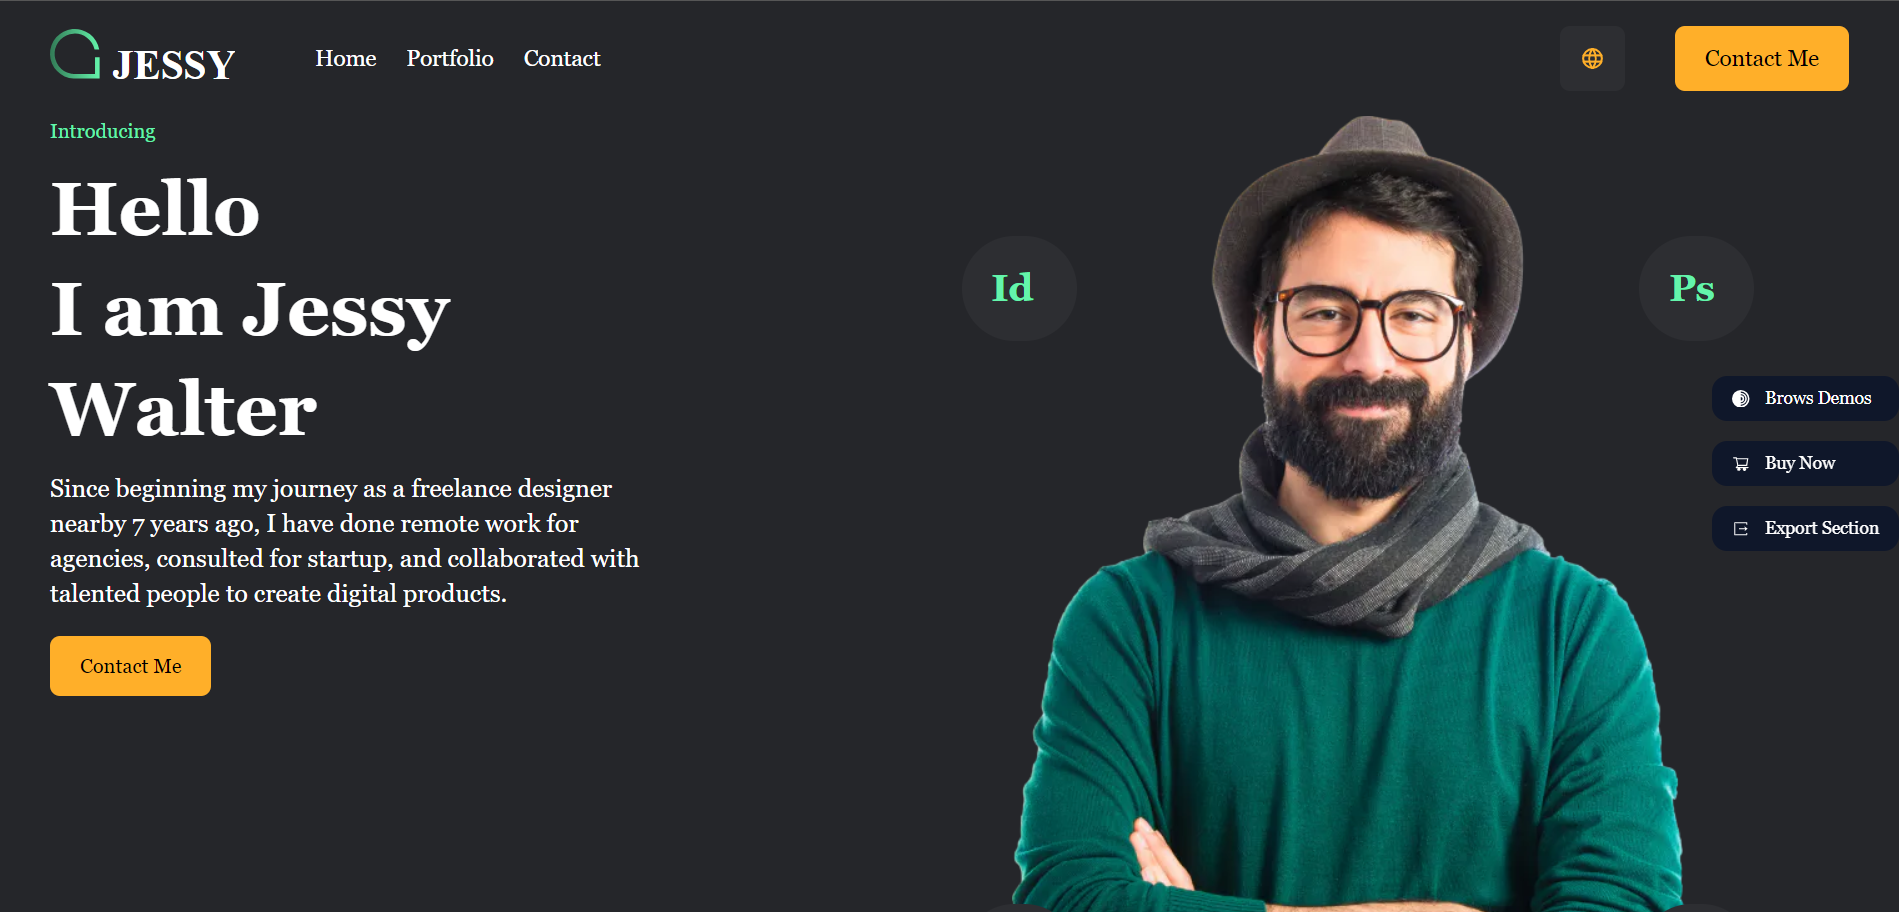 JESSY
Home Portfolio Contact
Contact Me
Introducing
Hello
I am Jessy
Walter
Since beginning my journey as a freelance designer
nearby 7 years ago, I have done remote work for
agencies, consulted for startup, and collaborated with
talented people to create digital products.
Contact Me
Id
Ps
Brows Demos
Buy Now
Export Section